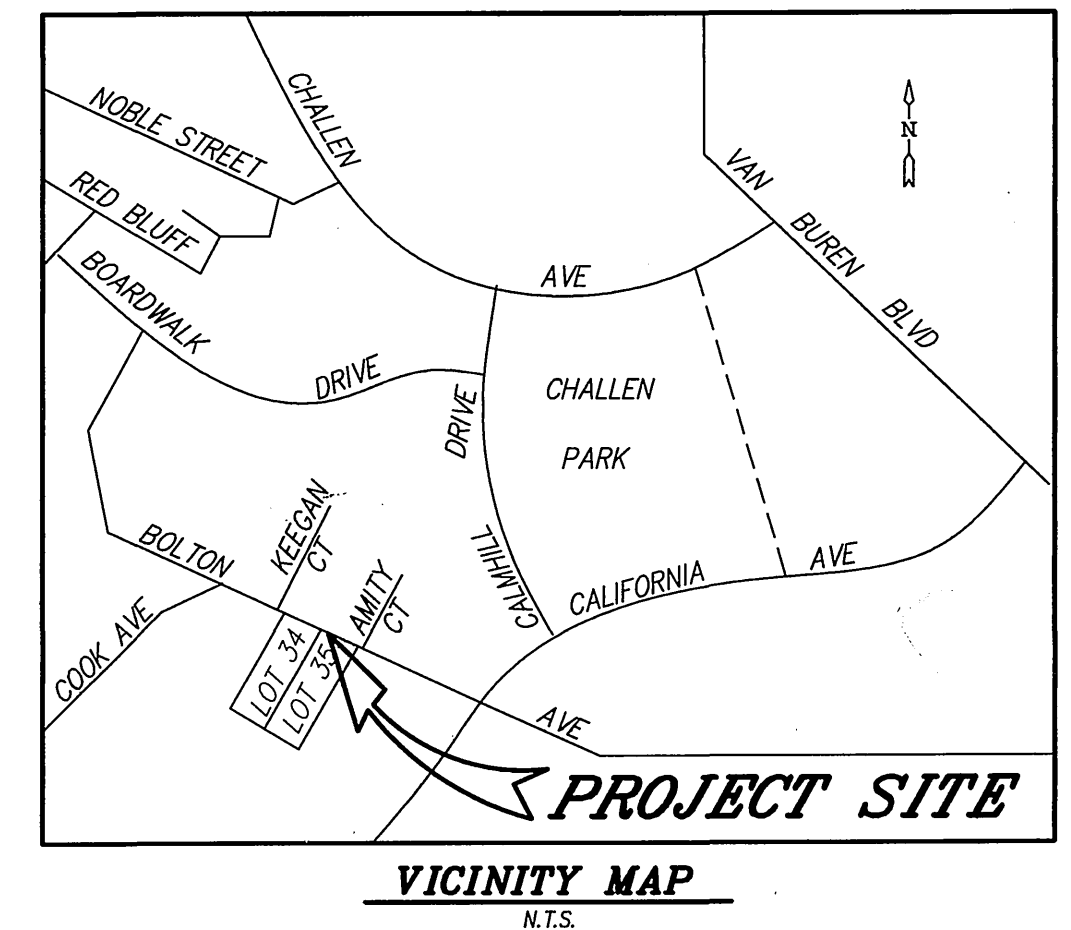 CHALLEN
NOBLE STREET
N
VAN
BUREN
BLVD
RED BLUFF
BOARDWALK
AVE
DRIVE
DRIVE
CHALLEN
PARK
KEEGAN
CT
BOLTON
CALMHILL
CALIFORNIA
AVE
AMITY
CT
COOK AVE
LOT 34
LOT 35
AVE
PROJECT SITE
VICINITY MAP
N.T.S.